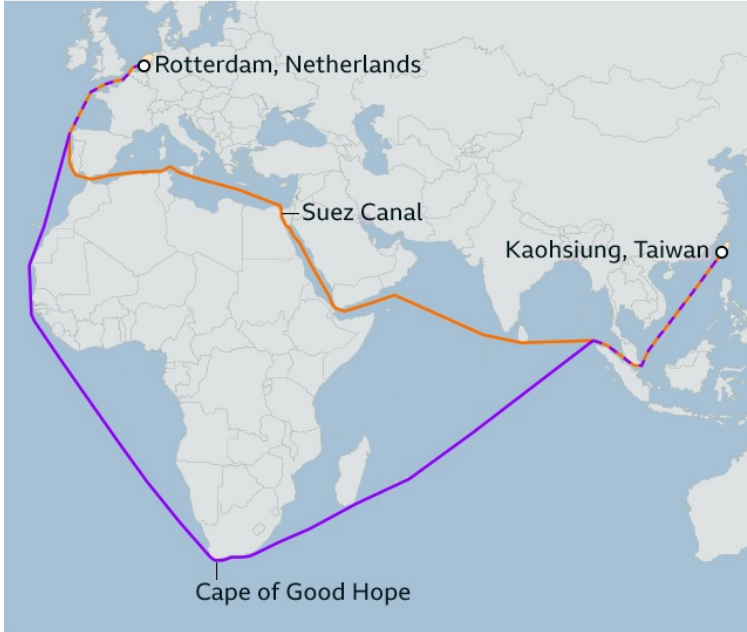 Rotterdam, Netherlands
Suez Canal
Kaohsiung, Taiwan
Cape of Good Hope